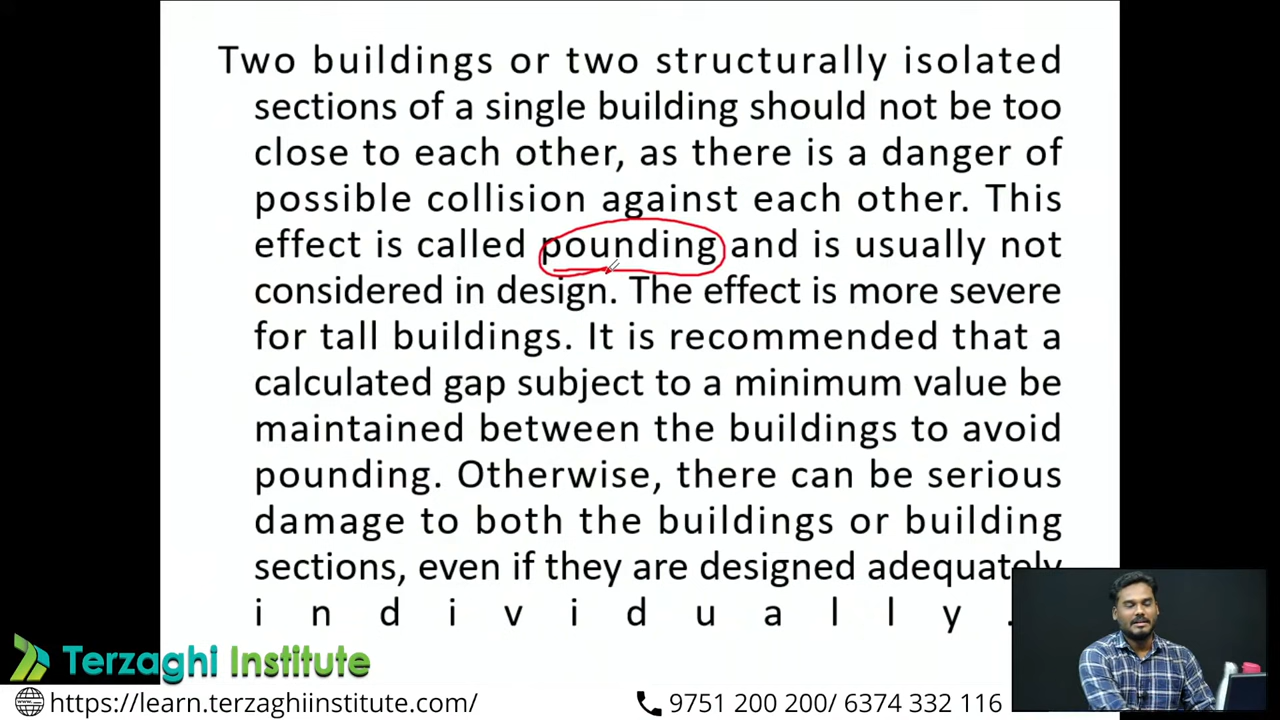 Two buildings or two structurally isolated
sections of a single building should not be too
close to each other, as there is a danger of
possible collision against each other. This
effect is called pounding and is usually not
considered in design. The effect is more severe
for tall buildings. It is recommended that a
calculated gap subject to a minimum value be
maintained between the buildings to avoid
pounding. Otherwise, there can be serious
damage to both the buildings or building
sections, even if they are designed adequately
i n d i v i d u a l l y .
Terzaghi Institute
https://learn.terzaghiinstitute.com/ 9751 200 200/ 6374 332 116